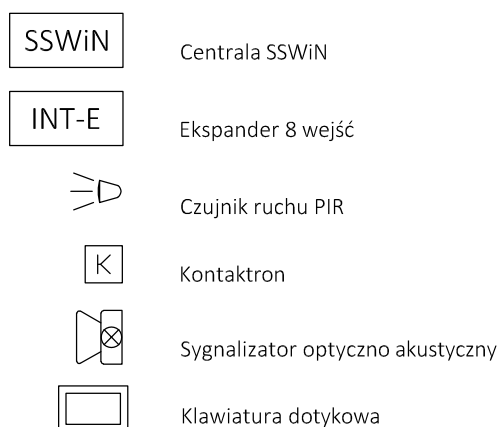 SSWiN Centrala SSWiN
INT-E Ekspander 8 wejść
Czujnik ruchu PIR
K Kontaktron
Sygnalizator optyczno akustyczny
Klawiatura dotykowa